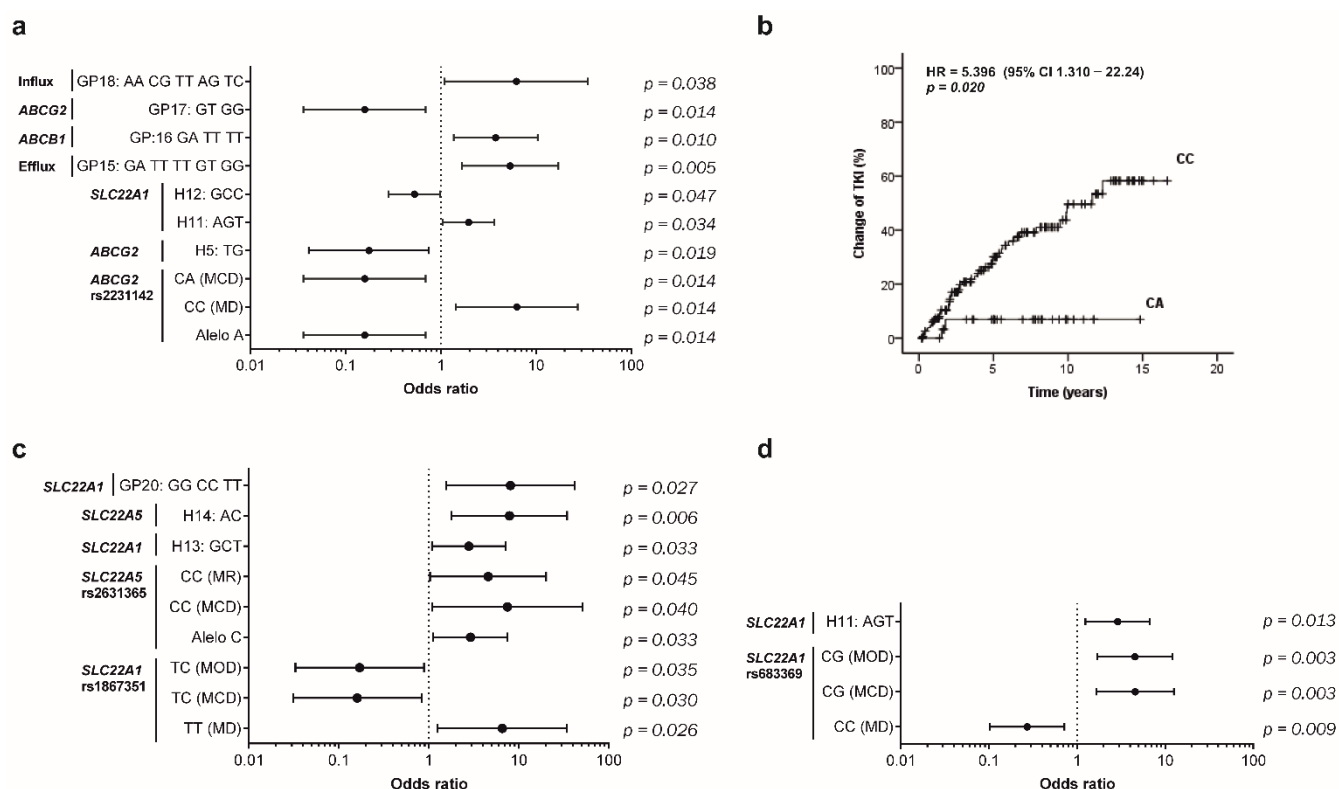 a
Influx GP18: AA CG TT AG TC p = 0.038
ABCG2 GP17: GT GG p = 0.014
ABCB1 GP:16 GA TT TT p = 0.010
Efflux GP15: GA TT TT GT GG p = 0.005
SLC22A1 H12: GCC p = 0.047
H11: AGT p = 0.034
ABCG2 H5: TG p = 0.019
ABCG2 CA (MCD) p = 0.014
rs2231142
CC (MD) p = 0.014
Alelo A p = 0.014
0.01 0.1 1 10 100
Odds ratio
b
HR = 5.396 (95% CI 1.310 – 22.24)
p = 0.020
Change of TKI (%)
100
80
60
40
20
0
CC
CA
0 5 10 15 20
Time (years)
c
SLC22A1 GP20: GG CC TT p = 0.027
SLC22A5 H14: AC p = 0.006
SLC22A1 H13: GCT p = 0.033
SLC22A5 CC (MR) p = 0.045
rs2631365
CC (MCD) p = 0.040
Alelo C p = 0.033
SLC22A1 TC (MOD) p = 0.035
rs1867351
TC (MCD) p = 0.030
TT (MD) p = 0.026
0.01 0.1 1 10 100
Odds ratio
d
SLC22A1 H11: AGT p = 0.013
SLC22A1 CG (MOD) p = 0.003
rs683369
CG (MCD) p = 0.003
CC (MD) p = 0.009
0.01 0.1 1 10 100
Odds ratio